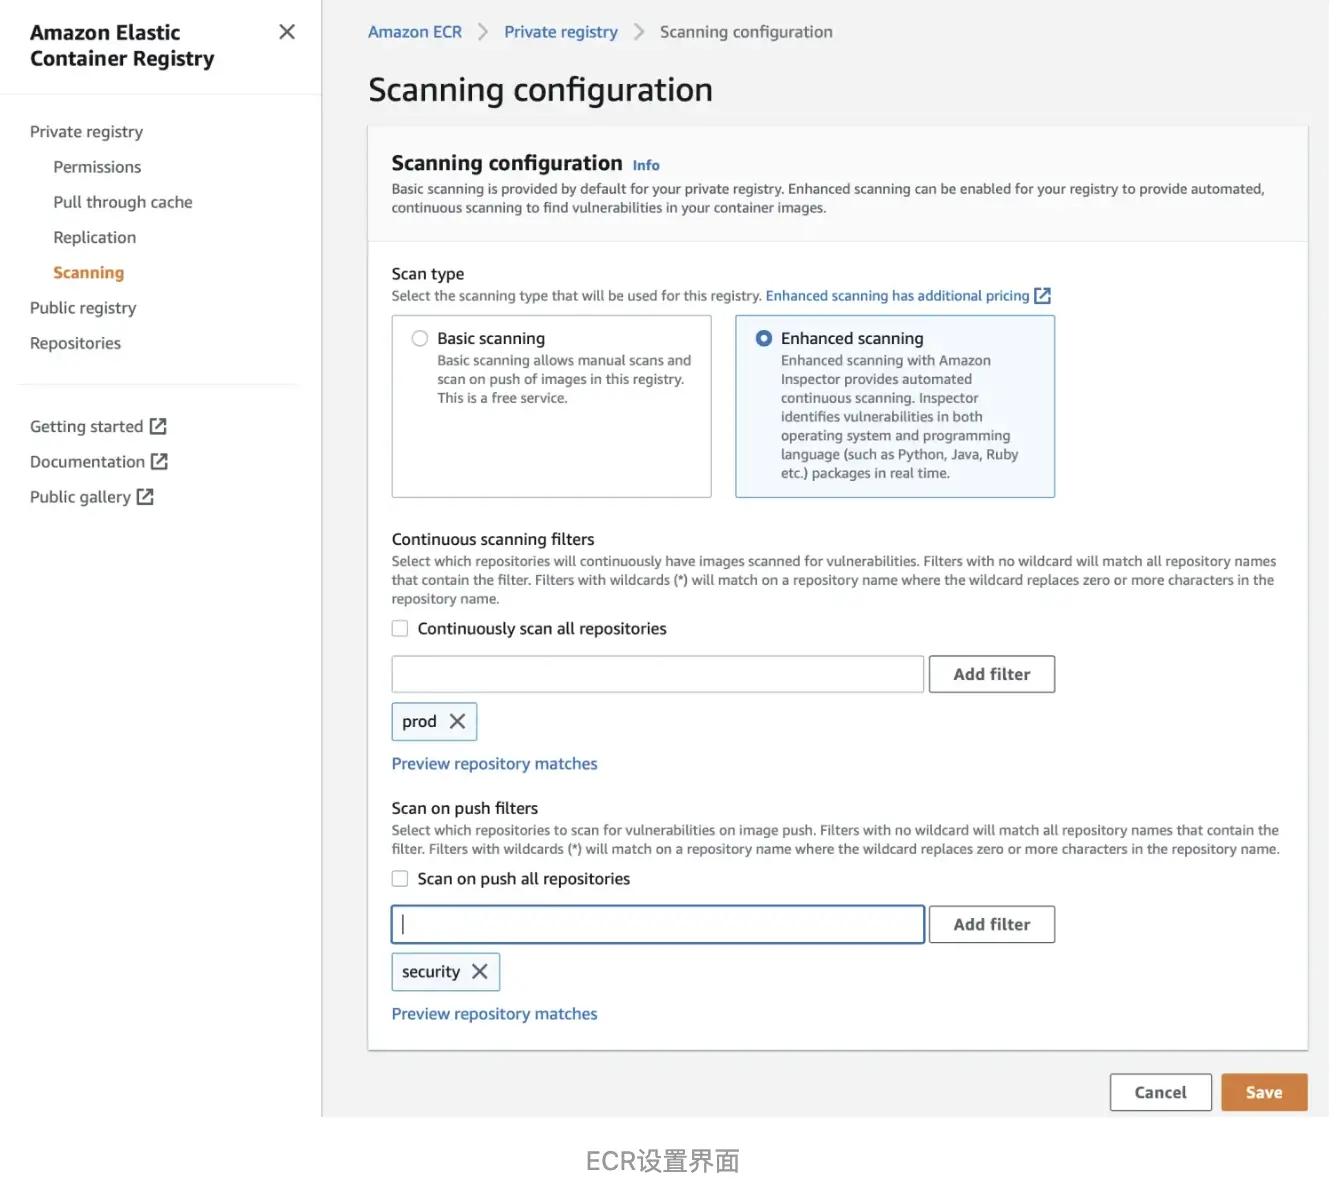 Amazon Elastic
Container Registry
Private registry
Permissions
Pull through cache
Replication
Scanning
Public registry
Repositories
Getting started
Documentation
Public gallery
Amazon ECR
Private registry
Scanning configuration
Scanning configuration
Scanning configuration Info
Basic scanning is provided by default for your private registry. Enhanced scanning can be enabled for your registry to provide automated,
continuous scanning to find vulnerabilities in your container images.
Scan type
Select the scanning type that will be used for this registry. Enhanced scanning has additional pricing
Basic scanning
Basic scanning allows manual scans and
scan on push of images in this registry.
This is a free service.
Enhanced scanning
Enhanced scanning with Amazon
Inspector provides automated
continuous scanning. Inspector
identifies vulnerabilities in both
operating system and programming
language (such as Python, Java, Ruby
etc.) packages in real time.
Continuous scanning filters
Select which repositories will continuously have images scanned for vulnerabilities. Filters with no wildcard will match all repository names
that contain the filter. Filters with wildcards (*) will match on a repository name where the wildcard replaces zero or more characters in the
repository name.
Continuously scan all repositories
Add filter
prod
Preview repository matches
Scan on push filters
Select which repositories to scan for vulnerabilities on image push. Filters with no wildcard will match all repository names that contain the
filter. Filters with wildcards (*) will match on a repository name where the wildcard replaces zero or more characters in the repository name.
Scan on push all repositories
Add filter
security
Preview repository matches
Cancel
Save
ECR设置界面